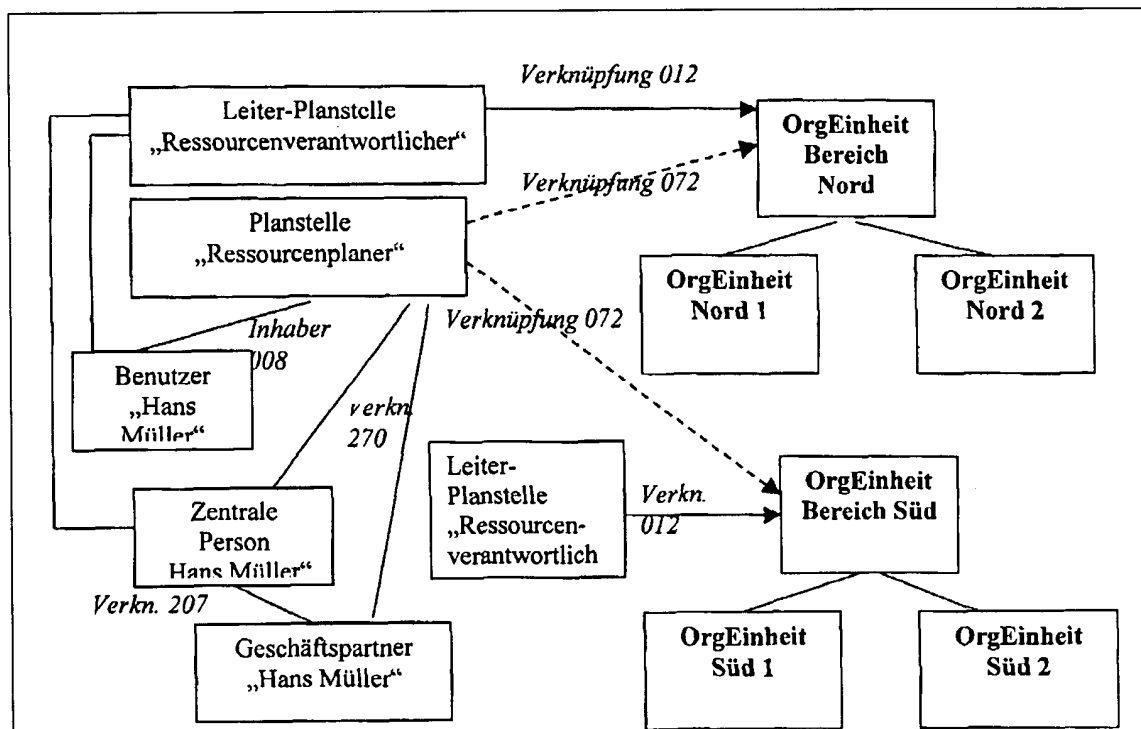 Verknüpfung 012
Leiter-Planstelle
„Ressourcenverantwortlicher“
OrgEinheit
Bereich
Nord
Verknüpfung 072
Planstelle
„Ressourcenplaner“
OrgEinheit
Nord 1
OrgEinheit
Nord 2
Verknüpfung 072
Inhaber
008
Benutzer
„Hans
Müller“
verkn.
270
Leiter-
Planstelle
„Ressourcen-
verantwortlich
Verkn.
012
OrgEinheit
Bereich Süd
Zentrale
Person
Hans Müller“
Verkn. 207
Geschäftspartner
„Hans Müller“
OrgEinheit
Süd 1
OrgEinheit
Süd 2